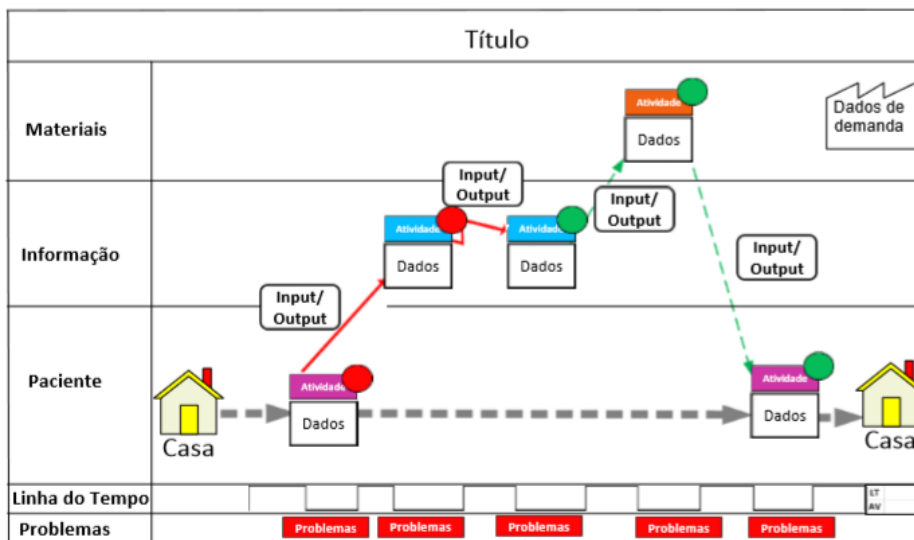 Título
Materiais
Atividade
Dados
Dados de
demanda
Input/
Output
Input/
Output
Informação
Atividade
Dados
Atividade
Dados
Input/
Output
Input/
Output
Paciente
Casa
Atividade
Dados
Atividade
Dados
Casa
Linha do Tempo
LT
AV
Problemas
Problemas
Problemas
Problemas
Problemas
Problemas